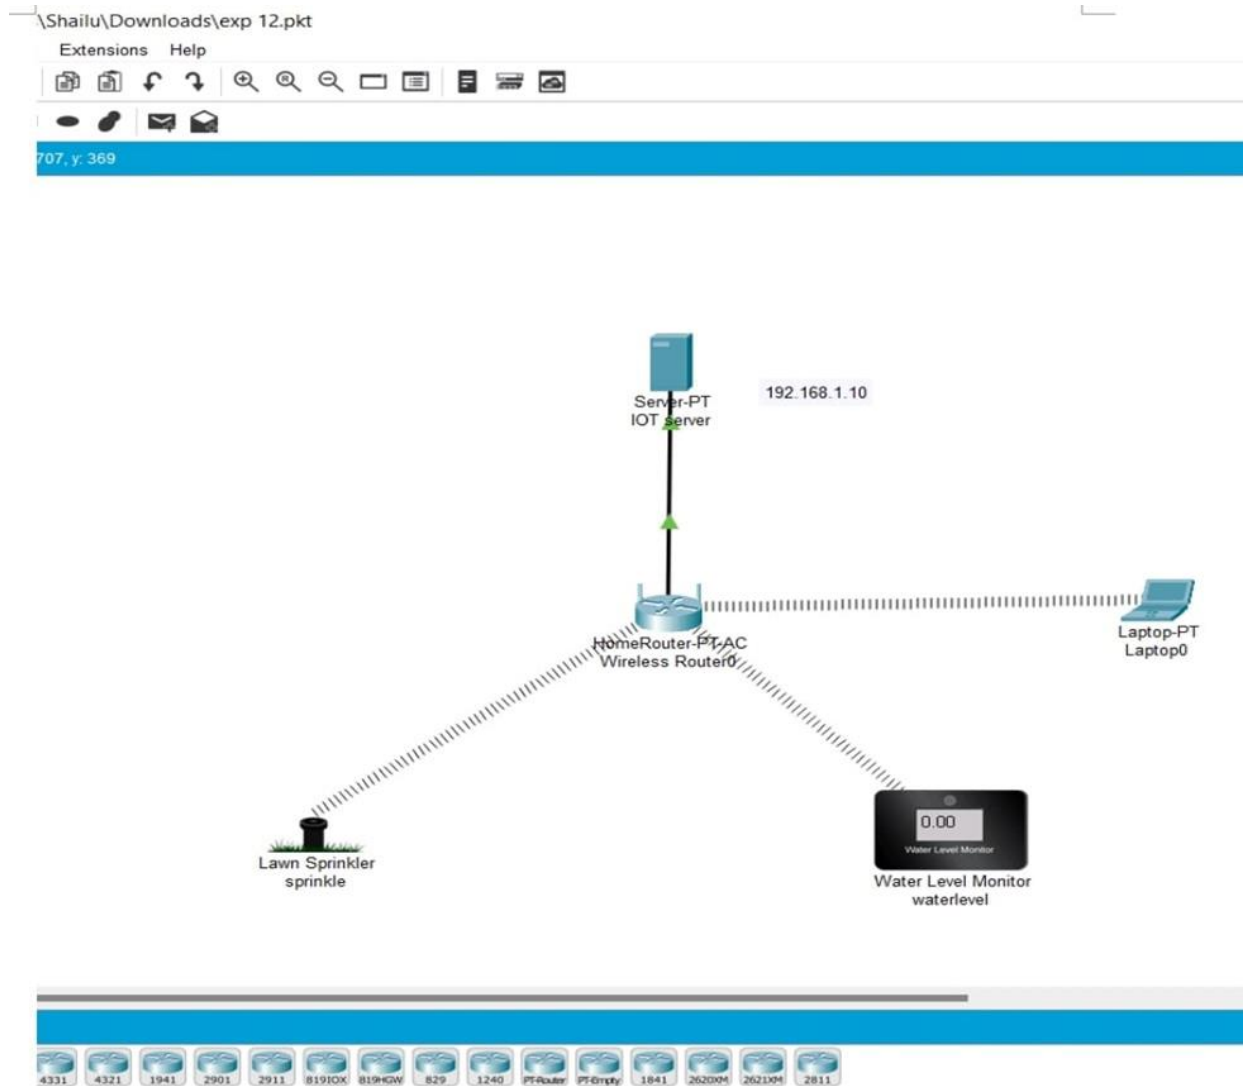 \Shailu\Downloads\exp 12.pkt
Extensions Help
707, y: 369
Server-PT
IOT server
192.168.1.10
HomeRouter-PT-AC
Wireless Router0
Laptop-PT
Laptop0
0.00
Water Level Monitor
Lawn Sprinkler
sprinkle
Water Level Monitor
waterlevel
4331 4321 1941 2901 2911 819IOX 819HGW 829 1240 PT-Router PT-Empty 1841 2620XM 2621XM 2811